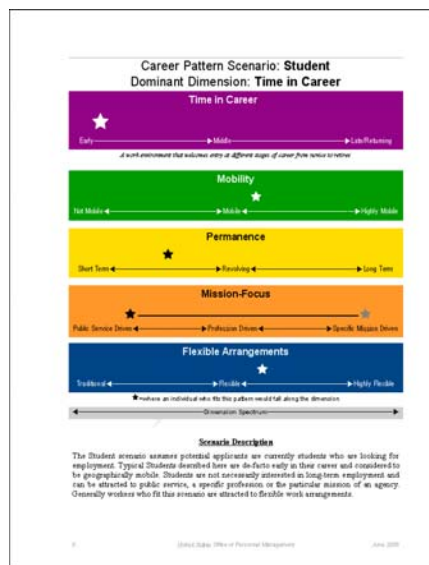 Career Pattern Scenario: Student
Dominant Dimension: Time in Career
Time in Career
Early Middle Late/Returning
A work environment that welcomes entry at different stages of career from novice to retiree
Mobility
Not Mobile Mobile Highly Mobile
Permanence
Short Term Revolving Long Term
Mission-Focus
Public Service Driven Profession Driven Specific Mission Driven
Flexible Arrangements
Traditional Flexible Highly Flexible
★=where an individual who fits this pattern would fall along the dimension
Dimension Spectrum
Scenario Description
The Student scenario assumes potential applicants are currently students who are looking for
employment. Typical Students described here are de-facto early in their career and considered to
be geographically mobile. Students are not necessarily interested in long-term employment and
can be attracted to public service, a specific profession or the particular mission of an agency.
Generally workers who fit this scenario are attracted to flexible work arrangements.
United States Office of Personnel Management June